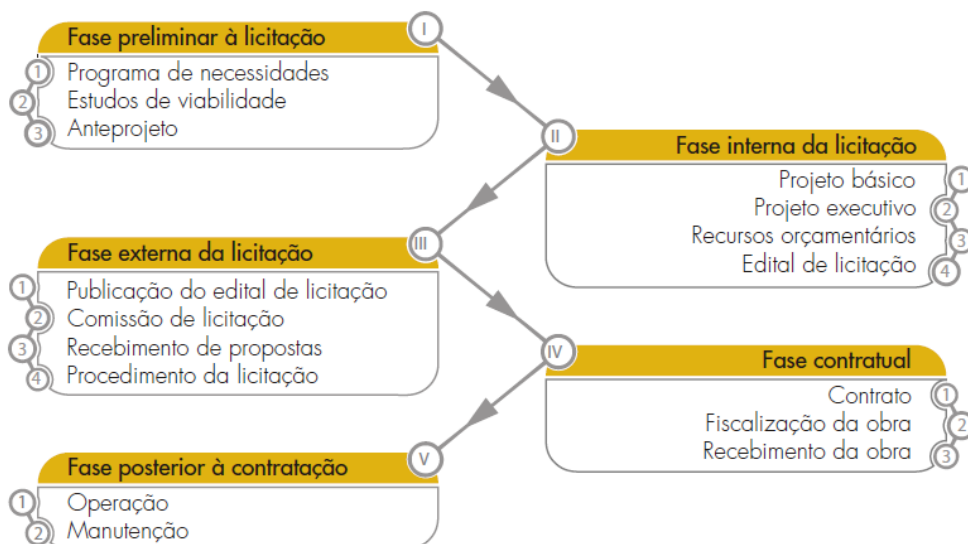 Fase preliminar à licitação
I
1 Programa de necessidades
2 Estudos de viabilidade
3 Anteprojeto
II
Fase interna da licitação
Projeto básico 1
Projeto executivo 2
Recursos orçamentários 3
Edital de licitação 4
Fase externa da licitação
III
1 Publicação do edital de licitação
2 Comissão de licitação
3 Recebimento de propostas
4 Procedimento da licitação
IV
Fase contratual
Contrato 1
Fiscalização da obra 2
Recebimento da obra 3
Fase posterior à contratação
V
1 Operação
2 Manutenção